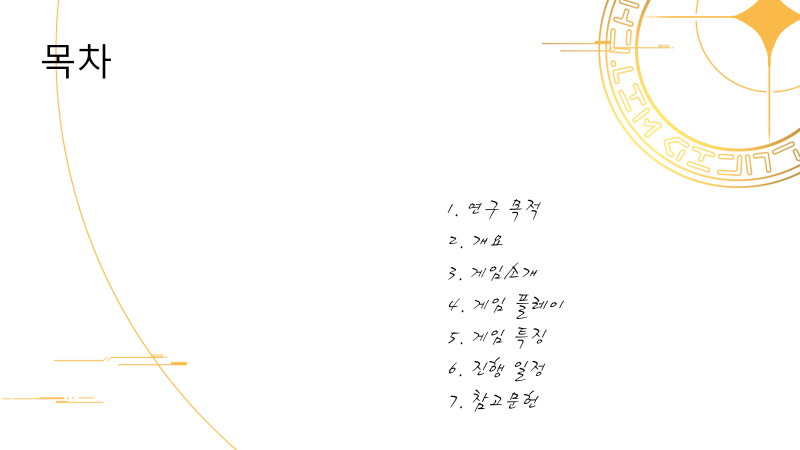 목차
1. 연구 목적
2. 개요
3. 게임소개
4. 게임 플레이
5. 게임 특징
6. 진행 일정
7. 참고문헌